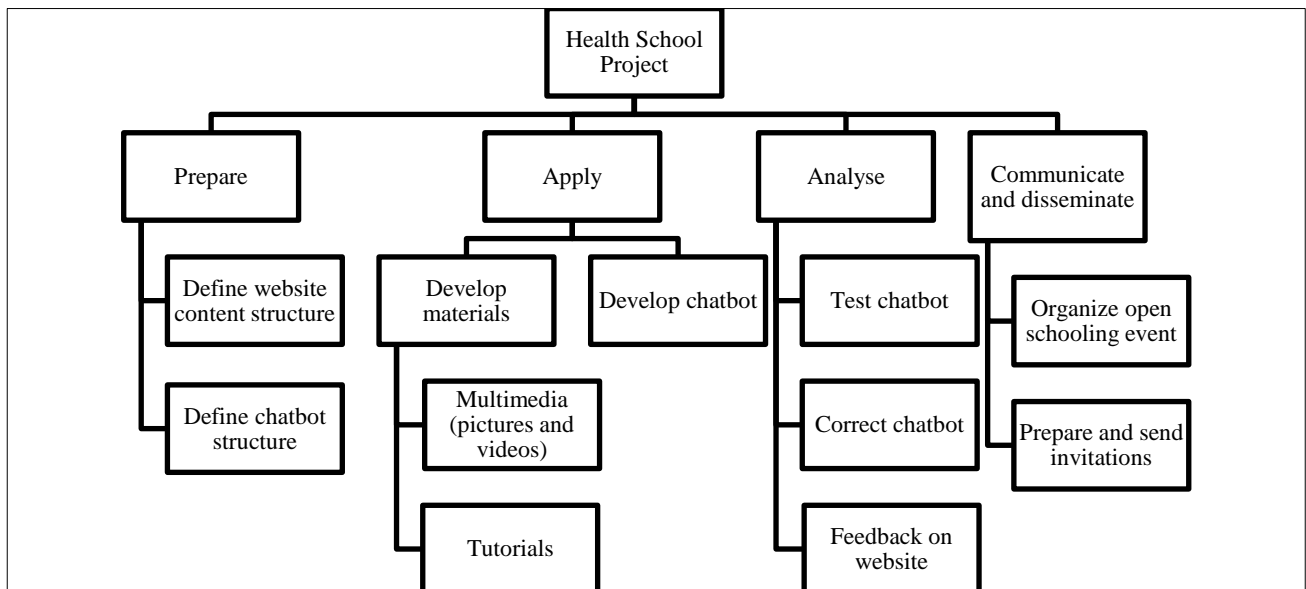 Health School
Project
Prepare
Apply
Analyse
Communicate
and disseminate
Define website
content structure
Develop
materials
Develop chatbot
Test chatbot
Organize open
schooling event
Define chatbot
structure
Multimedia
(pictures and
videos)
Correct chatbot
Prepare and send
invitations
Tutorials
Feedback on
website